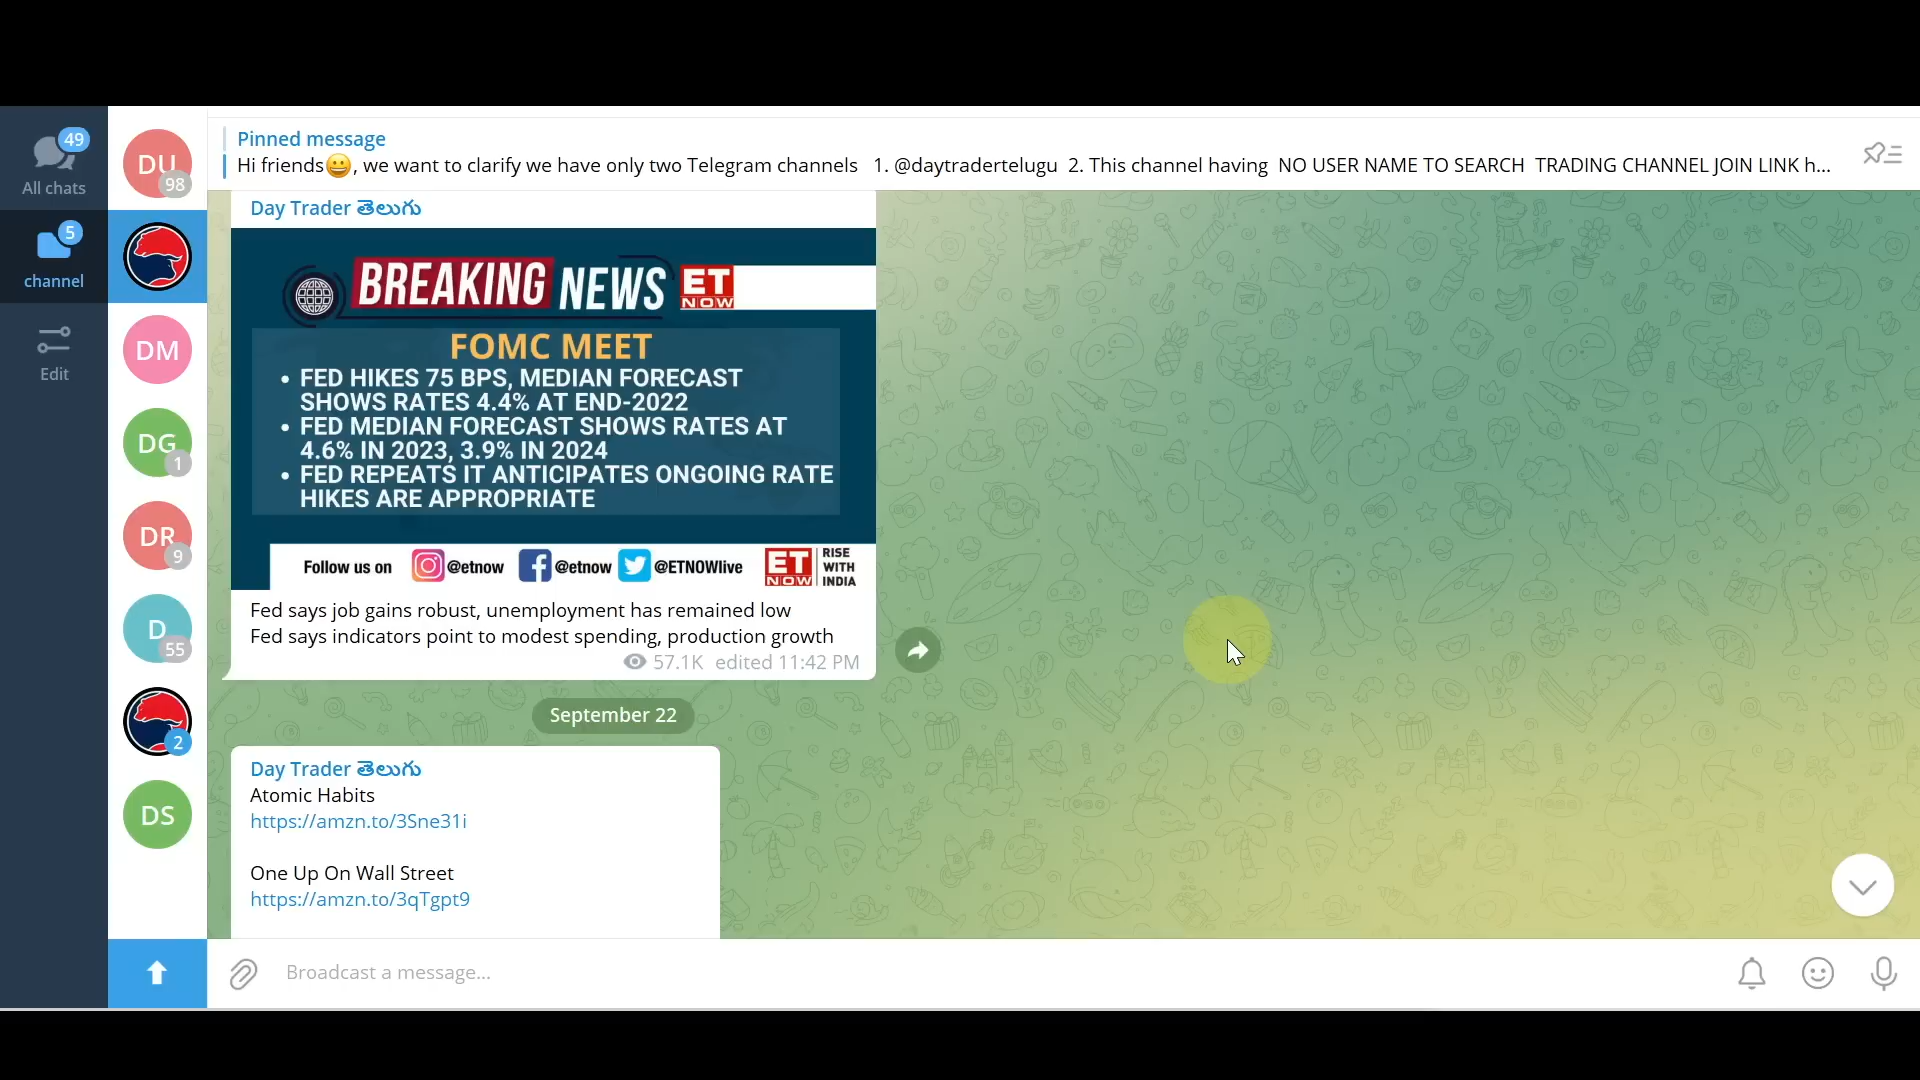 49
All chats
5
channel
Edit
DU
98
DM
DG
1
DR
9
D
55
2
DS
Pinned message
Hi friends😀, we want to clarify we have only two Telegram channels 1. @daytradertelugu 2. This channel having NO USER NAME TO SEARCH TRADING CHANNEL JOIN LINK h...
Day Trader తెలుగు
BREAKING NEWS ET NOW
FOMC MEET
• FED HIKES 75 BPS, MEDIAN FORECAST
SHOWS RATES 4.4% AT END-2022
• FED MEDIAN FORECAST SHOWS RATES AT
4.6% IN 2023, 3.9% IN 2024
• FED REPEATS IT ANTICIPATES ONGOING RATE
HIKES ARE APPROPRIATE
Follow us on @etnow @etnow @ETNOWlive ET NOW RISE WITH INDIA
Fed says job gains robust, unemployment has remained low
Fed says indicators point to modest spending, production growth
57.1K edited 11:42 PM
September 22
Day Trader తెలుగు
Atomic Habits
https://amzn.to/3Sne31i
One Up On Wall Street
https://amzn.to/3qTgpt9
Broadcast a message...